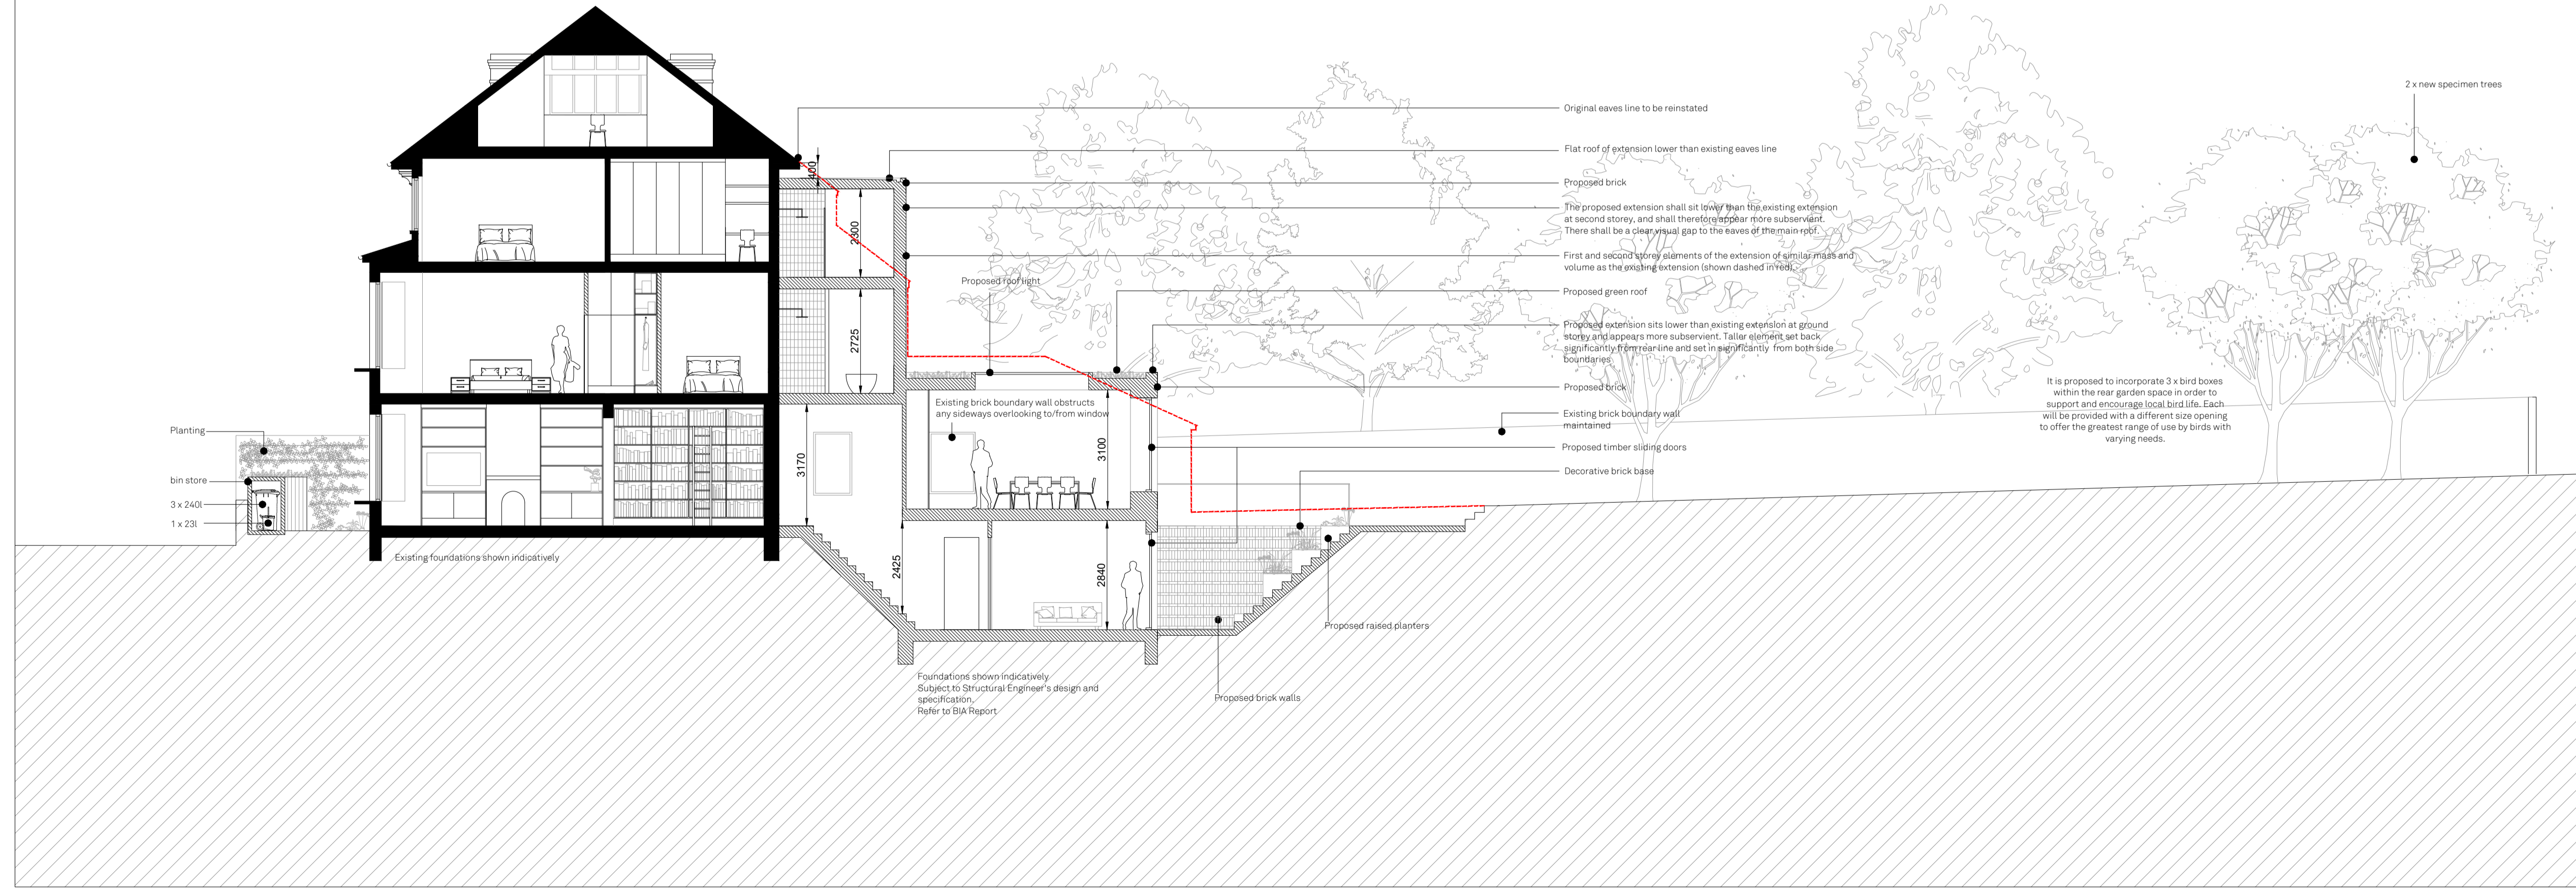 2 x new specimen trees
Original eaves line to be reinstated
Flat roof of extension lower than existing eaves line
400
Proposed brick
The proposed extension shall sit lower than the existing extension
at second storey, and shall therefore appear more subservient.
There shall be a clear visual gap to the eaves of the main roof.
2300
First and second storey elements of the extension of similar mass and
volume as the existing extension (shown dashed in red).
Proposed roof light
Proposed green roof
2725
Proposed extension sits lower than existing extension at ground
storey and appears more subservient. Taller element set back
significantly from rear line and set in significantly from both side
boundaries
Proposed brick
It is proposed to incorporate 3 x bird boxes
within the rear garden space in order to
support and encourage local bird life. Each
will be provided with a different size opening
to offer the greatest range of use by birds with
varying needs.
Existing brick boundary wall obstructs
any sideways overlooking to/from window
Existing brick boundary wall
maintained
Planting
3170
3100
Proposed timber sliding doors
Decorative brick base
bin store
3 x 240l
1 x 23l
Existing foundations shown indicatively
2425
2840
Proposed raised planters
Foundations shown indicatively
Subject to Structural Engineer's design and
specification.
Refer to BIA Report
Proposed brick walls